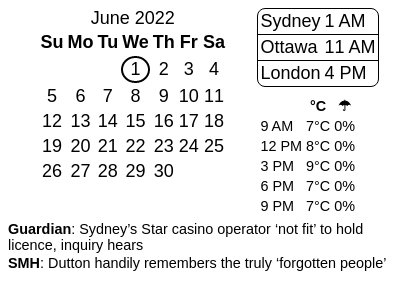 June 2022
Su Mo Tu We Th Fr Sa
1 2 3 4
5 6 7 8 9 10 11
12 13 14 15 16 17 18
19 20 21 22 23 24 25
26 27 28 29 30
Sydney 1 AM
Ottawa 11 AM
London 4 PM
°C ☂
9 AM 7°C 0%
12 PM 8°C 0%
3 PM 9°C 0%
6 PM 7°C 0%
9 PM 7°C 0%
Guardian: Sydney’s Star casino operator ‘not fit’ to hold
licence, inquiry hears
SMH: Dutton handily remembers the truly ‘forgotten people’